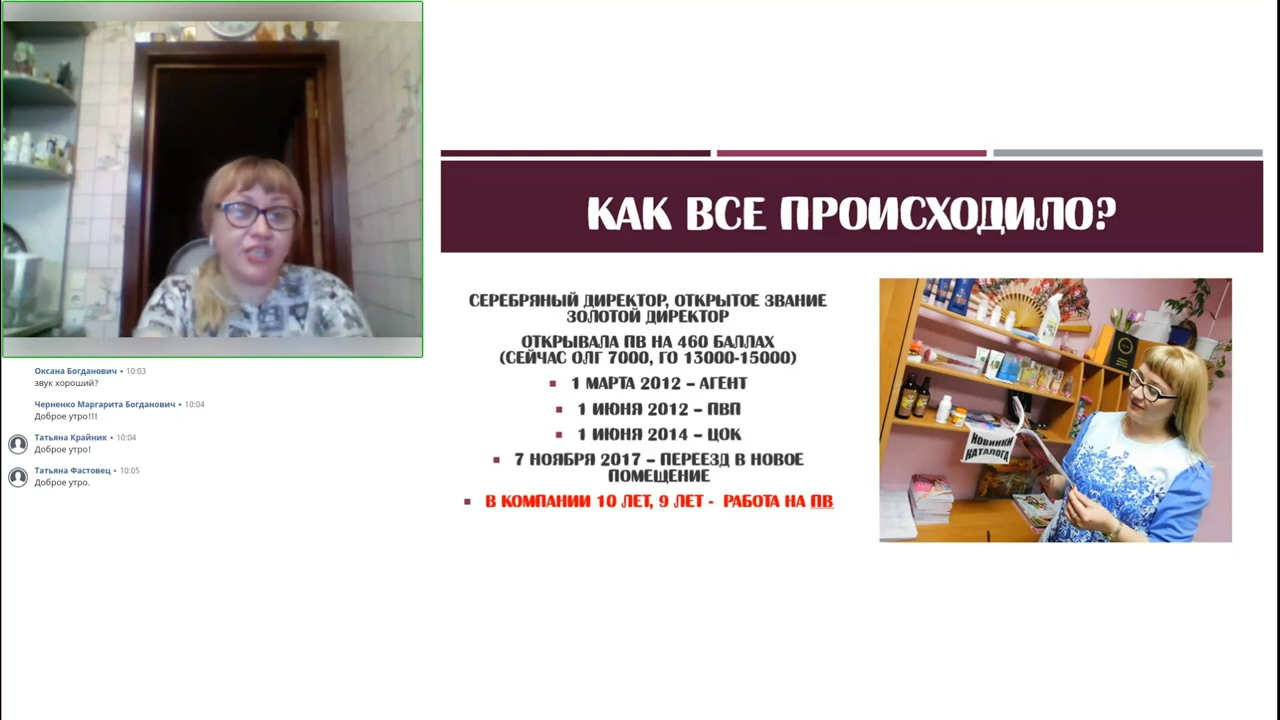 КАК ВСЕ ПРОИСХОДИЛО?
СЕРЕБРЯНЫЙ ДИРЕКТОР, ОТКРЫТОЕ ЗВАНИЕ
ЗОЛОТОЙ ДИРЕКТОР
ОТКРЫВАЛА ПВ НА 460 БАЛЛАХ
(СЕЙЧАС ОЛГ 7000, ГО 13000-15000)
1 МАРТА 2012 – АГЕНТ
1 ИЮНЯ 2012 – ПВП
1 ИЮНЯ 2014 – ЦОК
7 НОЯБРЯ 2017 – ПЕРЕЕЗД В НОВОЕ
ПОМЕЩЕНИЕ
В КОМПАНИИ 10 ЛЕТ, 9 ЛЕТ - РАБОТА НА ПВ
НОВИНКИ
КАТАЛОГА
Оксана Богданович • 10:03
звук хороший?
Черненко Маргарита Богданович • 10:04
Доброе утро!!!
Татьяна Крайник • 10:04
Доброе утро!
Татьяна Фастовец • 10:05
Доброе утро.